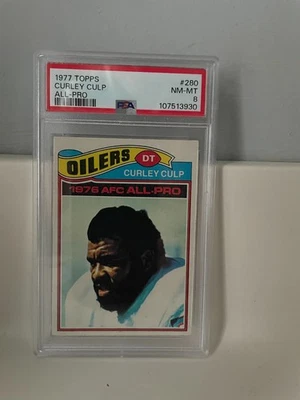 1977 TOPPS #280
CURLEY CULP NM-MT
ALL-PRO 8
PSA 107513930
OILERS DT
CURLEY CULP
1976 AFC ALL-PRO